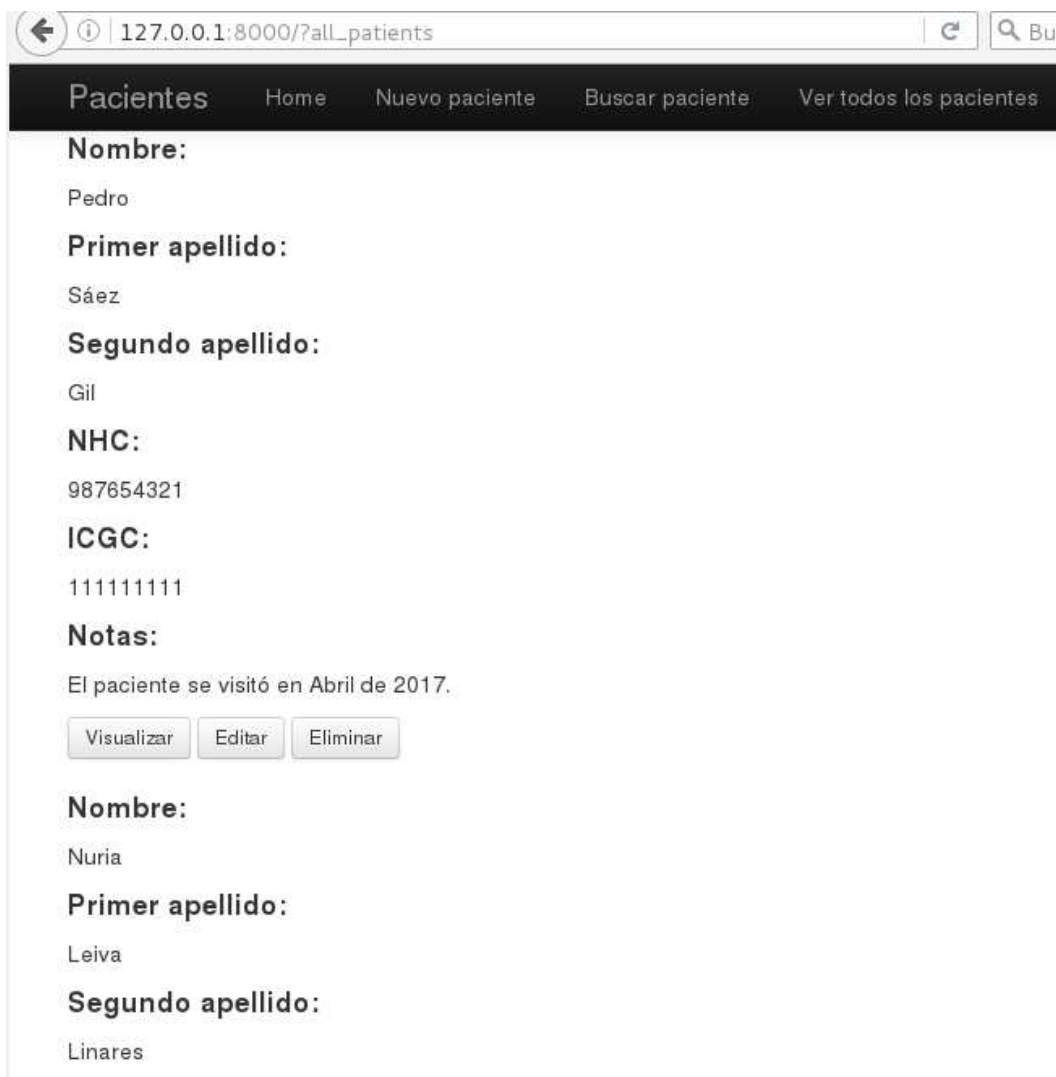 127.0.0.1:8000/?all_patients Bu
Pacientes Home Nuevo paciente Buscar paciente Ver todos los pacientes
Nombre:
Pedro
Primer apellido:
Sáez
Segundo apellido:
Gil
NHC:
987654321
ICGC:
111111111
Notas:
El paciente se visitó en Abril de 2017.
Visualizar Editar Eliminar
Nombre:
Nuria
Primer apellido:
Leiva
Segundo apellido:
Linares